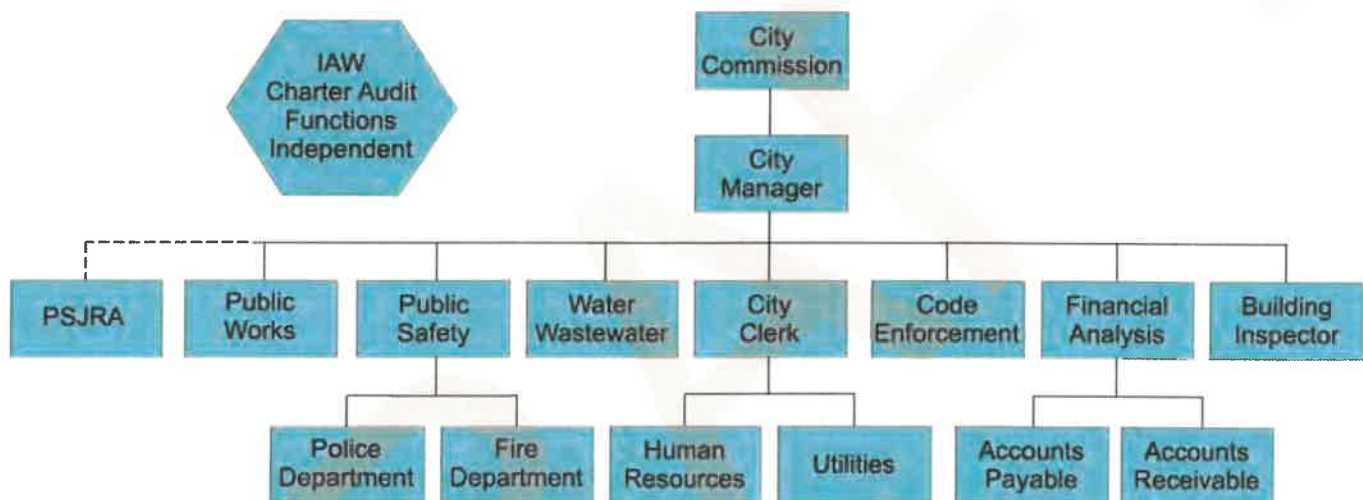 IAW
Charter Audit
Functions
Independent
City
Commission
City
Manager
PSJRA
Public
Works
Public
Safety
Water
Wastewater
City
Clerk
Code
Enforcement
Financial
Analysis
Building
Inspector
Police
Department
Fire
Department
Human
Resources
Utilities
Accounts
Payable
Accounts
Receivable